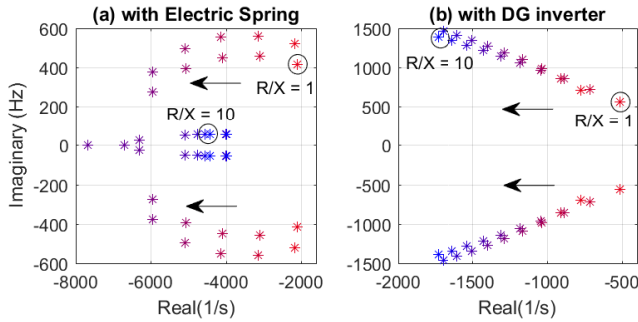 (a) with Electric Spring
600
400
200
0
-200
-400
-600
Imaginary (Hz)
R/X = 1
R/X = 10
-8000 -6000 -4000 -2000
Real(1/s)
(b) with DG inverter
1500
1000
500
0
-500
-1000
-1500
R/X = 10
R/X = 1
-2000 -1500 -1000 -500
Real(1/s)